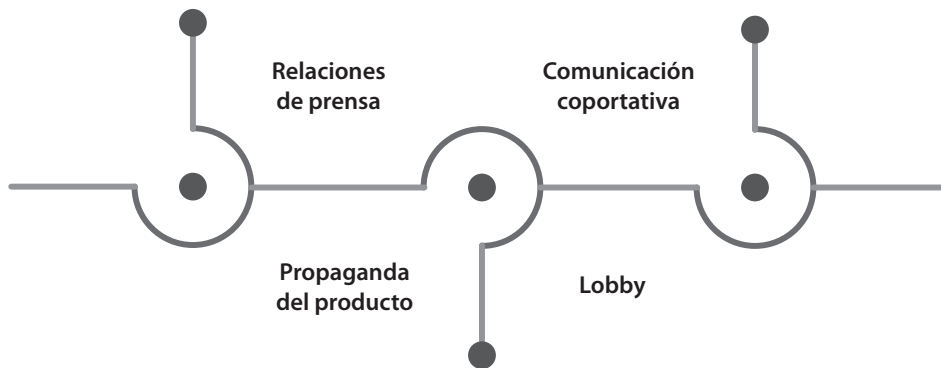 Relaciones
de prensa
Comunicación
coportativa
Propaganda
del producto
Lobby